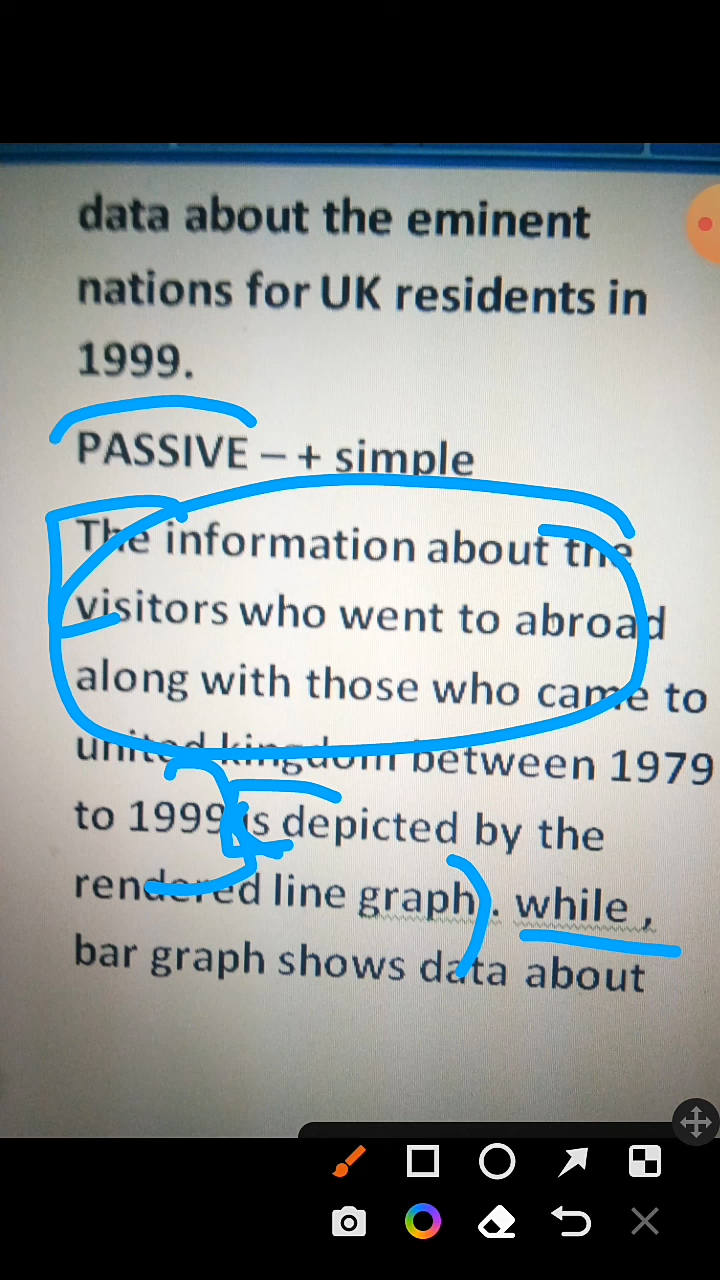 data about the eminent
nations for UK residents in
1999.
PASSIVE – + simple
The information about the
visitors who went to abroad
along with those who came to
united kingdom between 1979
to 1999 is depicted by the
rendered line graph . while ,
bar graph shows data about